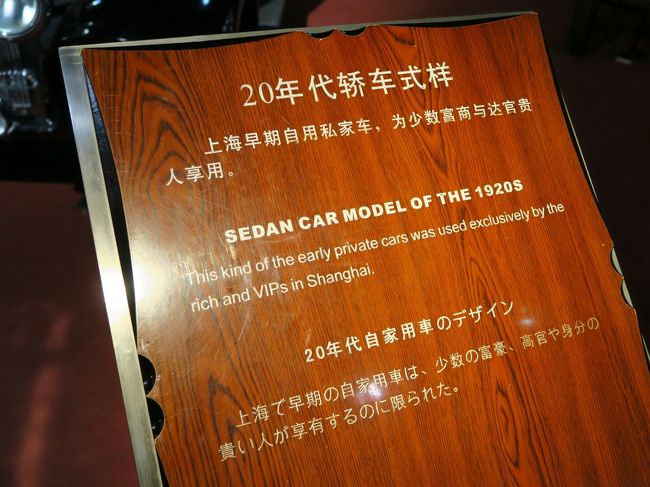 20年代轿车式样
上海早期自用私家车，为少数富商与达官贵
人享用。
SEDAN CAR MODEL OF THE 1920S
This kind of the early private cars was used exclusively by the
rich and VIPs in Shanghai.
20年代自家用車のデザイン
上海で早期の自家用車は、少数の富豪、高官や身分の
貴い人が享有するのに限られた。